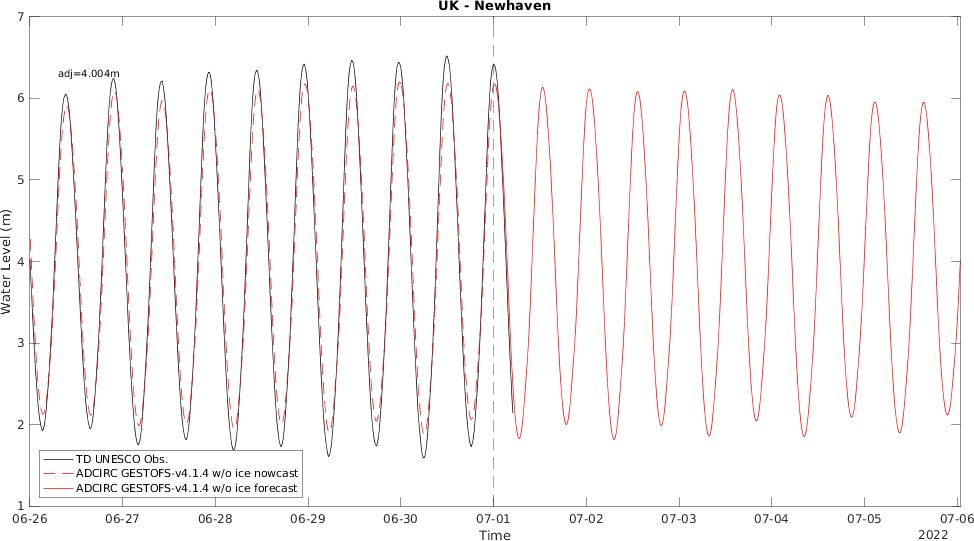 UK - Newhaven
7
adj=4.004m
6
5
4
Water Level (m)
3
2
TD UNESCO Obs.
ADCIRC GESTOFS-v4.1.4 w/o ice nowcast
ADCIRC GESTOFS-v4.1.4 w/o ice forecast
1
06-26 06-27 06-28 06-29 06-30 07-01 07-02 07-03 07-04 07-05 07-06
Time
2022